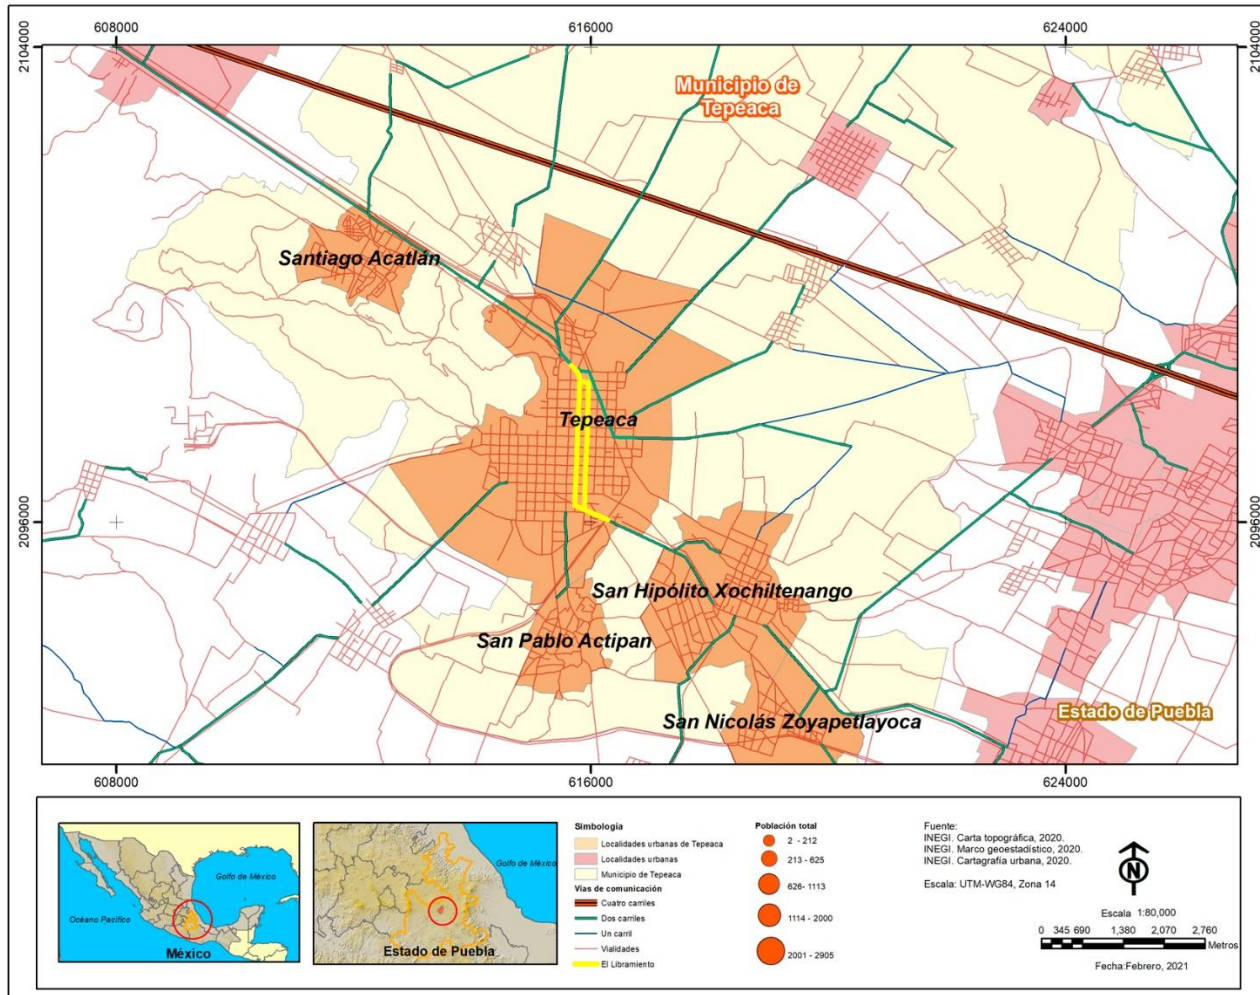 608000
616000
624000
2104000
2104000
Municipio de
Tepeaca
Santiago Acatlán
Tepeaca
2096000
2096000
San Hipólito Xochiltenango
San Pablo Actipan
San Nicolás Zoyapetlayoca
Estado de Puebla
608000
616000
624000
Golfo de México
Océano Pacífico
México
Golfo de México
Estado de Puebla
Simbología
Localidades urbanas de Tepeaca
Localidades urbanas
Municipio de Tepeaca
Vías de comunicación
Cuatro carriles
Dos carriles
Un carril
Vialidades
El Libramiento
Población total
2 - 212
213 - 625
626- 1113
1114 - 2000
2001 - 2905
Fuente:
INEGI. Carta topográfica, 2020.
INEGI. Marco geoestadístico, 2020.
INEGI. Cartagrafía urbana, 2020.
Escala: UTM-WG84, Zona 14
N
Escala 1:80,000
0 345 690 1,380 2,070 2,760
Metros
Fecha:Febrero, 2021